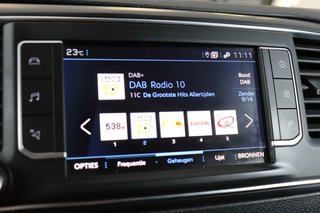 23°C 11:11
DAB+
DAB Radio 10
11C De Grootste Hits Allertijden
Band
DAB
Zender
9/14
538
RADIONL
Q
1 2 3 4 5
OPTIES Frequentie Geheugen Lijst BRONNEN